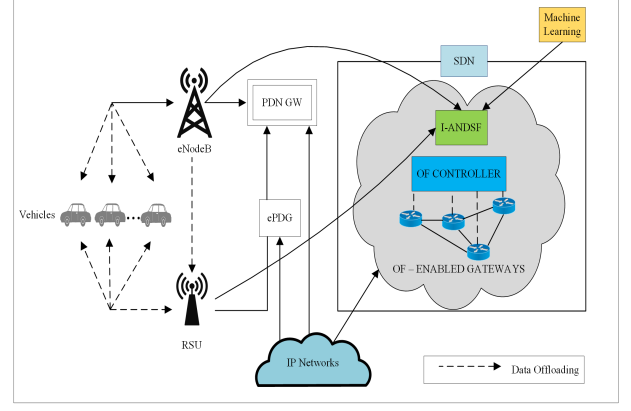 Machine
Learning
SDN
PDN GW
I-ANDSF
eNodeB
OF CONTROLLER
Vehicles
ePDG
OF – ENABLED GATEWAYS
RSU
IP Networks
Data Offloading